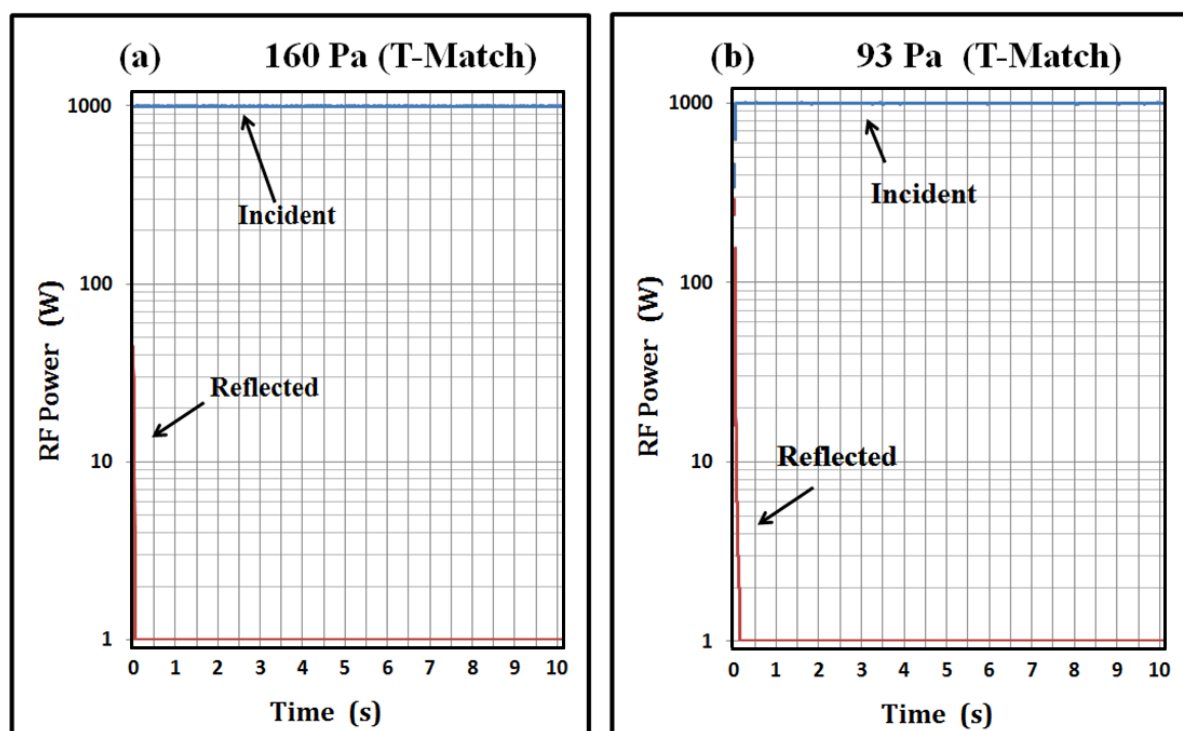 (a) 160 Pa (T-Match)
1000
Incident
100
RF Power (W)
Reflected
10
1
0 1 2 3 4 5 6 7 8 9 10
Time (s)
(b) 93 Pa (T-Match)
1000
Incident
100
RF Power (W)
10
Reflected
1
0 1 2 3 4 5 6 7 8 9 10
Time (s)